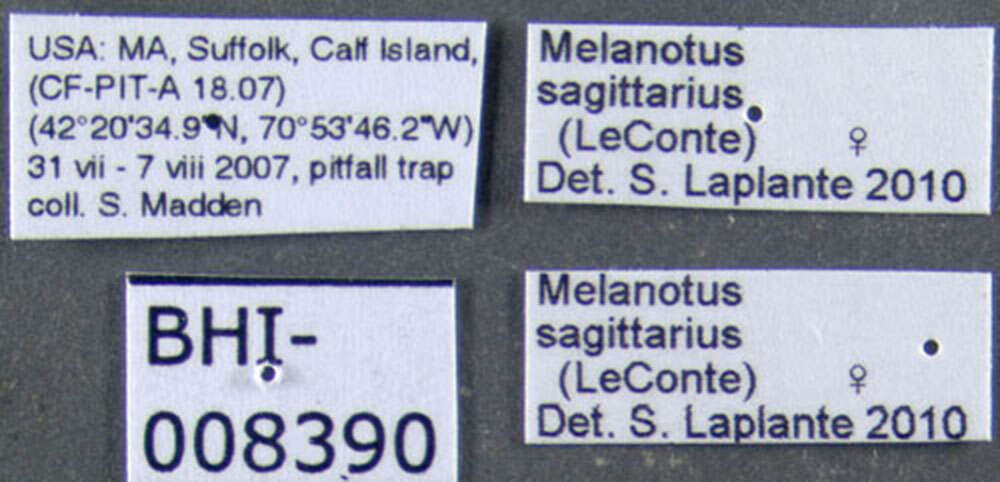 USA: MA, Suffolk, Calf Island,
(CF-PIT-A 18.07)
(42°20'34.9"N, 70°53'46.2"W)
31 vii - 7 viii 2007, pitfall trap
coll. S. Madden
Melanotus
sagittarius
(LeConte) ♀
Det. S. Laplante 2010
BHI-
008390
Melanotus
sagittarius
(LeConte) ♀
Det. S. Laplante 2010